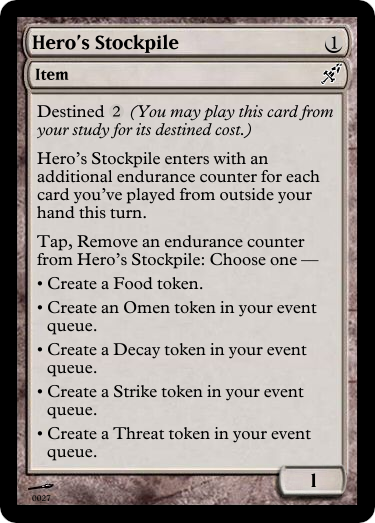 Hero's Stockpile 1
Item
Destined 2 (You may play this card from
your study for its destined cost.)
Hero's Stockpile enters with an
additional endurance counter for each
card you've played from outside your
hand this turn.
Tap, Remove an endurance counter
from Hero's Stockpile: Choose one —
• Create a Food token.
• Create an Omen token in your event
queue.
• Create a Decay token in your event
queue.
• Create a Strike token in your event
queue.
• Create a Threat token in your event
queue.
1
0027